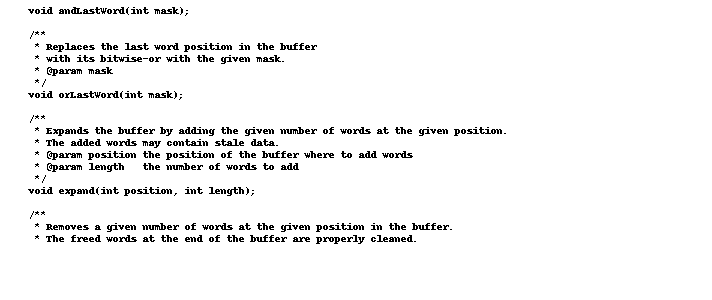 void andLastWord(int mask);
/**
* Replaces the last word position in the buffer
* with its bitwise-or with the given mask.
* @param mask
*/
void orLastWord(int mask);
/**
* Expands the buffer by adding the given number of words at the given position.
* The added words may contain stale data.
* @param position the position of the buffer where to add words
* @param length   the number of words to add
*/
void expand(int position, int length);
/**
* Removes a given number of words at the given position in the buffer.
* The freed words at the end of the buffer are properly cleaned.